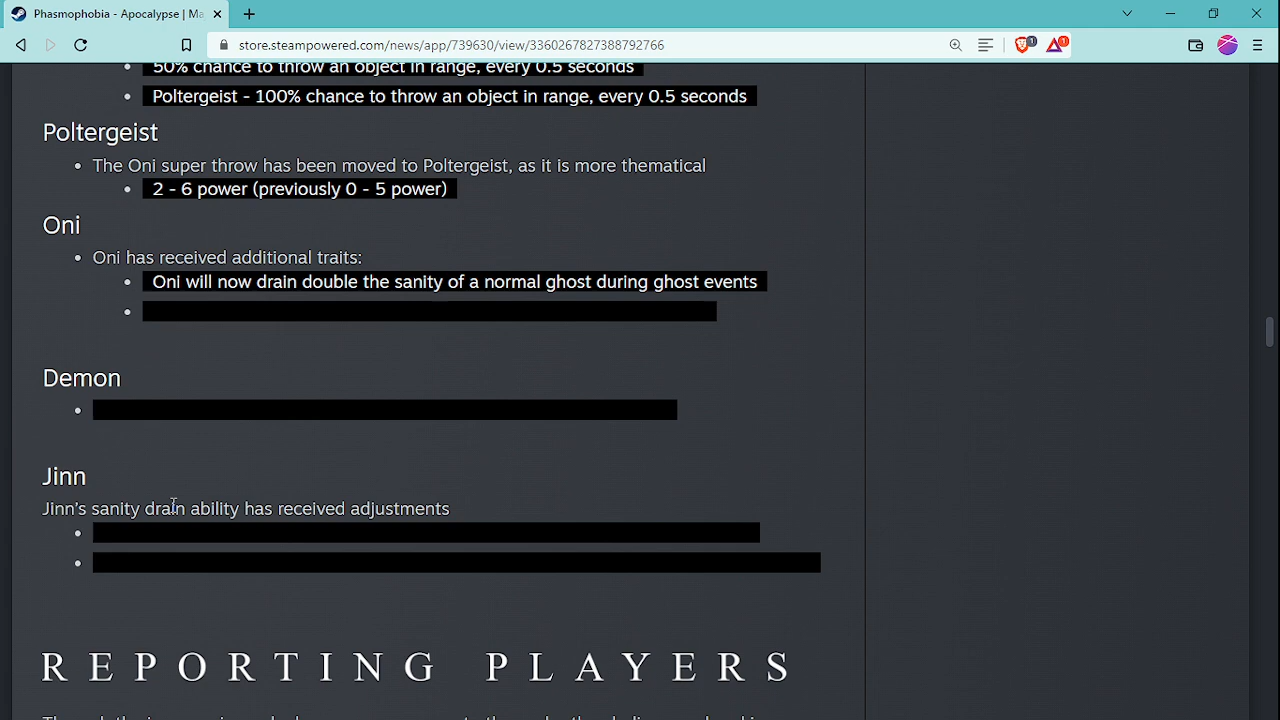 Phasmophobia - Apocalypse | Ma
store.steampowered.com/news/app/739630/view/3360267827388792766
1
1
50% chance to throw an object in range, every 0.5 seconds
Poltergeist - 100% chance to throw an object in range, every 0.5 seconds
Poltergeist
The Oni super throw has been moved to Poltergeist, as it is more thematical
2 - 6 power (previously 0 - 5 power)
Oni
Oni has received additional traits:
Oni will now drain double the sanity of a normal ghost during ghost events
Demon
Jinn
Jinn's sanity drain ability has received adjustments
REPORTING PLAYERS